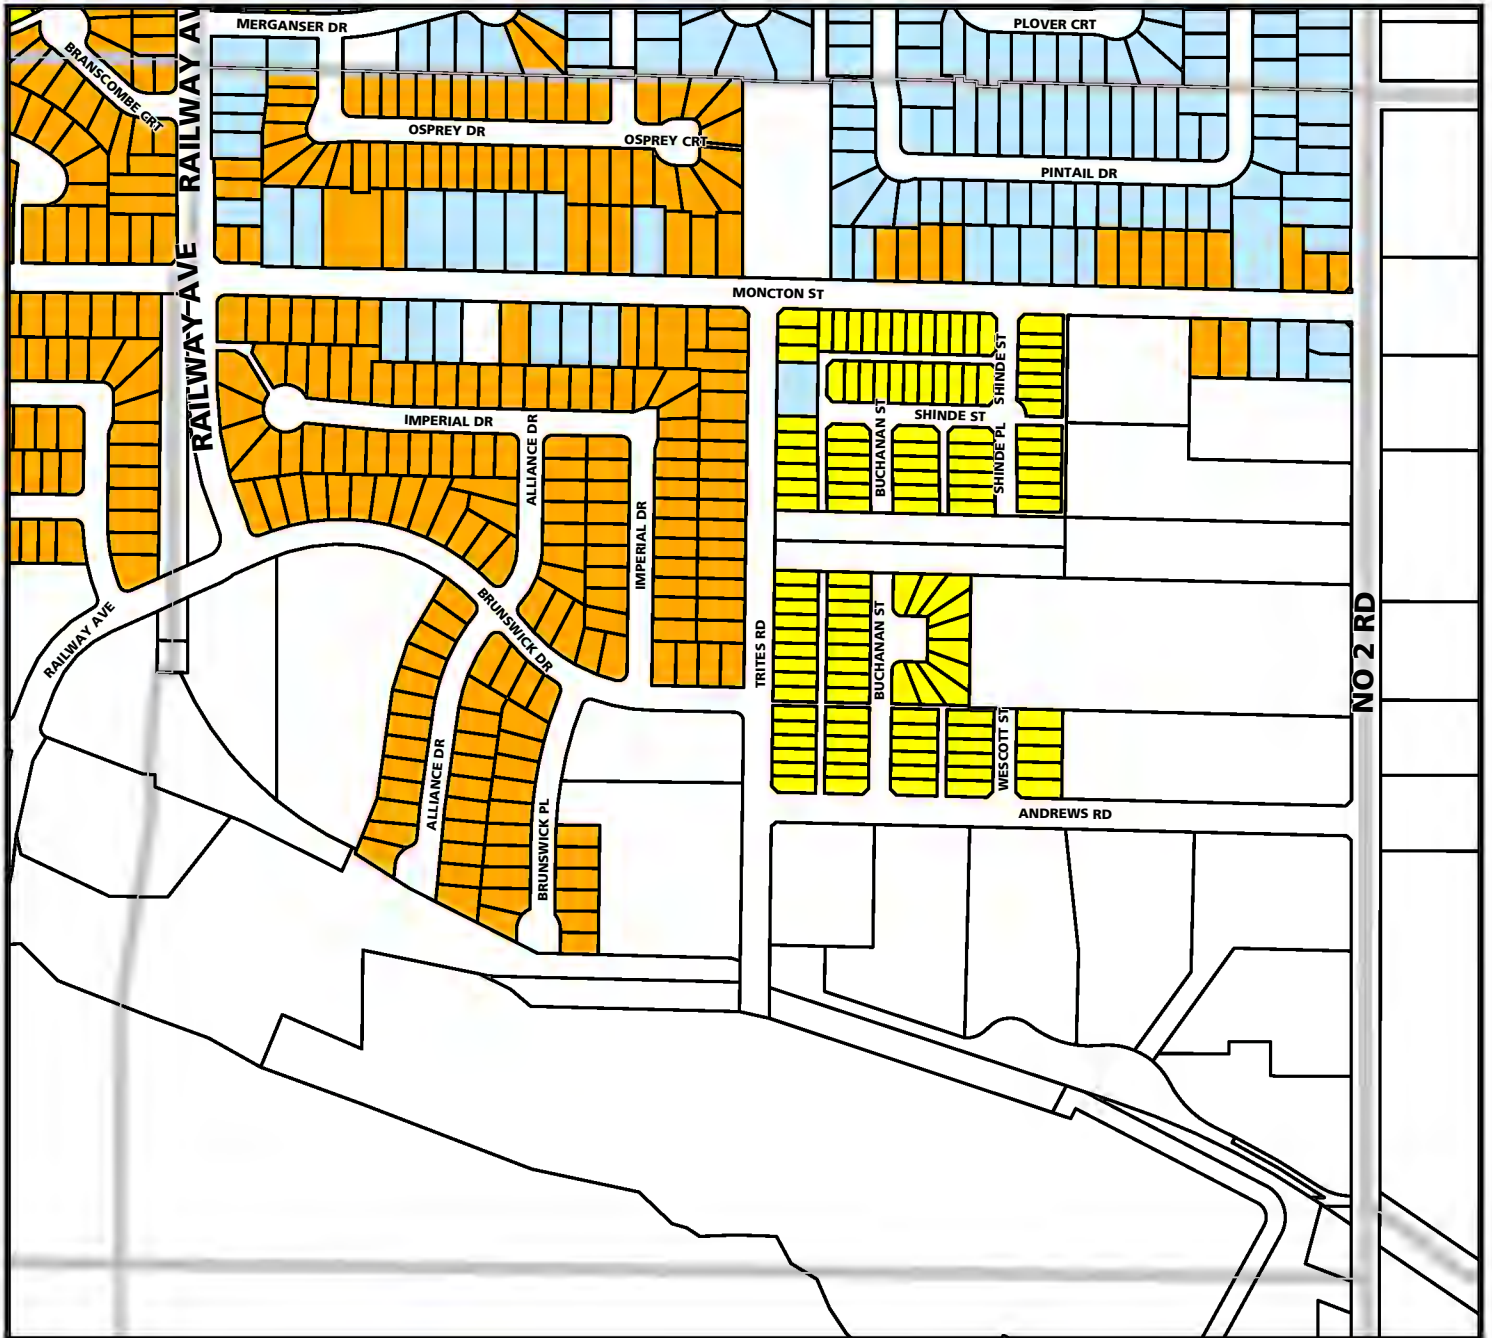 MERGANSER DR
PLOVER CRT
RAILWAY AV
BRANSCOMBE CRT
OSPREY DR
OSPREY CRT
PINTAIL DR
RAILWAY AVE
MONCTON ST
SHINDE ST
RAILWAY AVE
IMPERIAL DR
ALLIANCE DR
SHINDE ST
BUCHANAN ST
SHINDE PL
IMPERIAL DR
BRUNSWICK DR
RAILWAY AVE
TRITES RD
BUCHANAN ST
NO 2 RD
WESCOTT ST
ALLIANCE DR
BRUNSWICK PL
ANDREWS RD